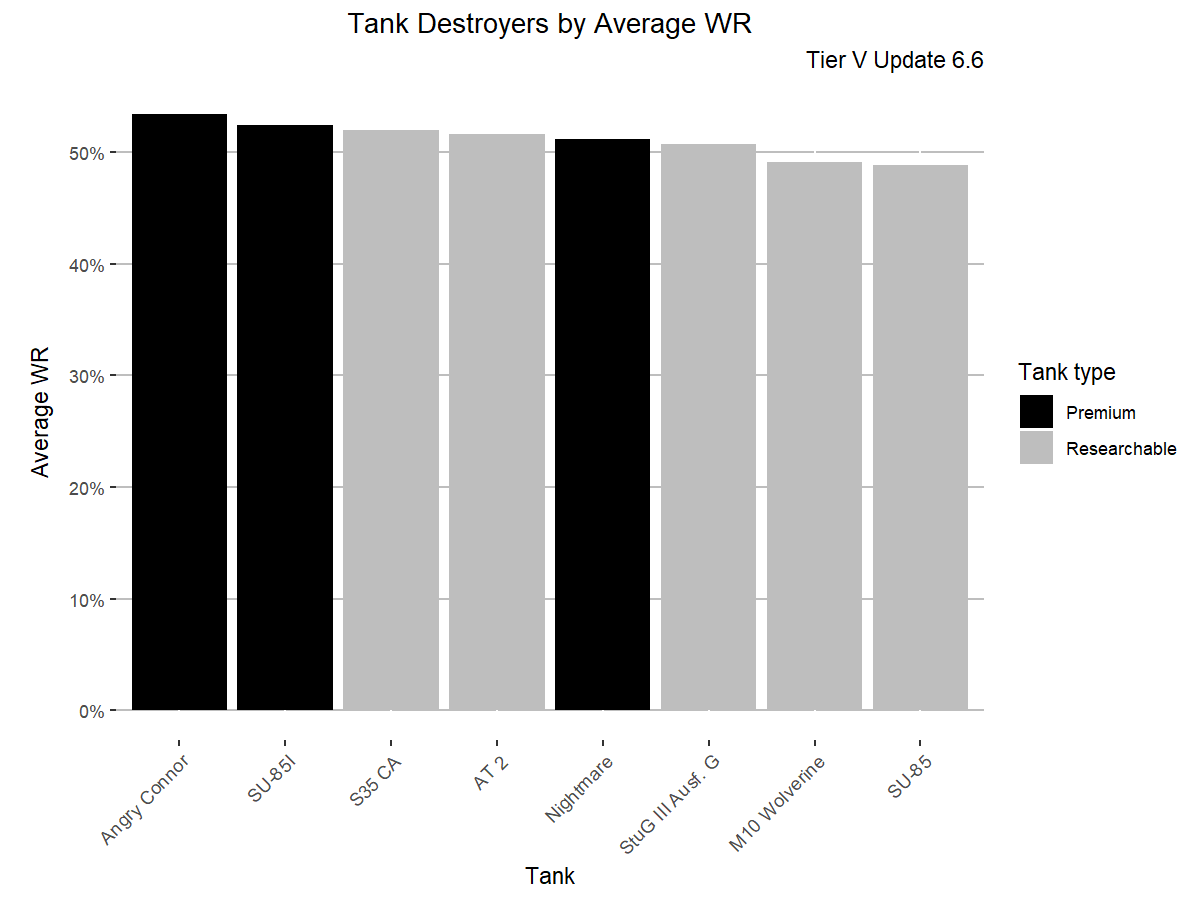 Tank Destroyers by Average WR
Tier V Update 6.6
Average WR
50%
40%
30%
20%
10%
0%
Angry Connor
SU-85I
S35 CA
AT 2
Nightmare
StuG III Ausf. G
M10 Wolverine
SU-85
Tank
Tank type
Premium
Researchable